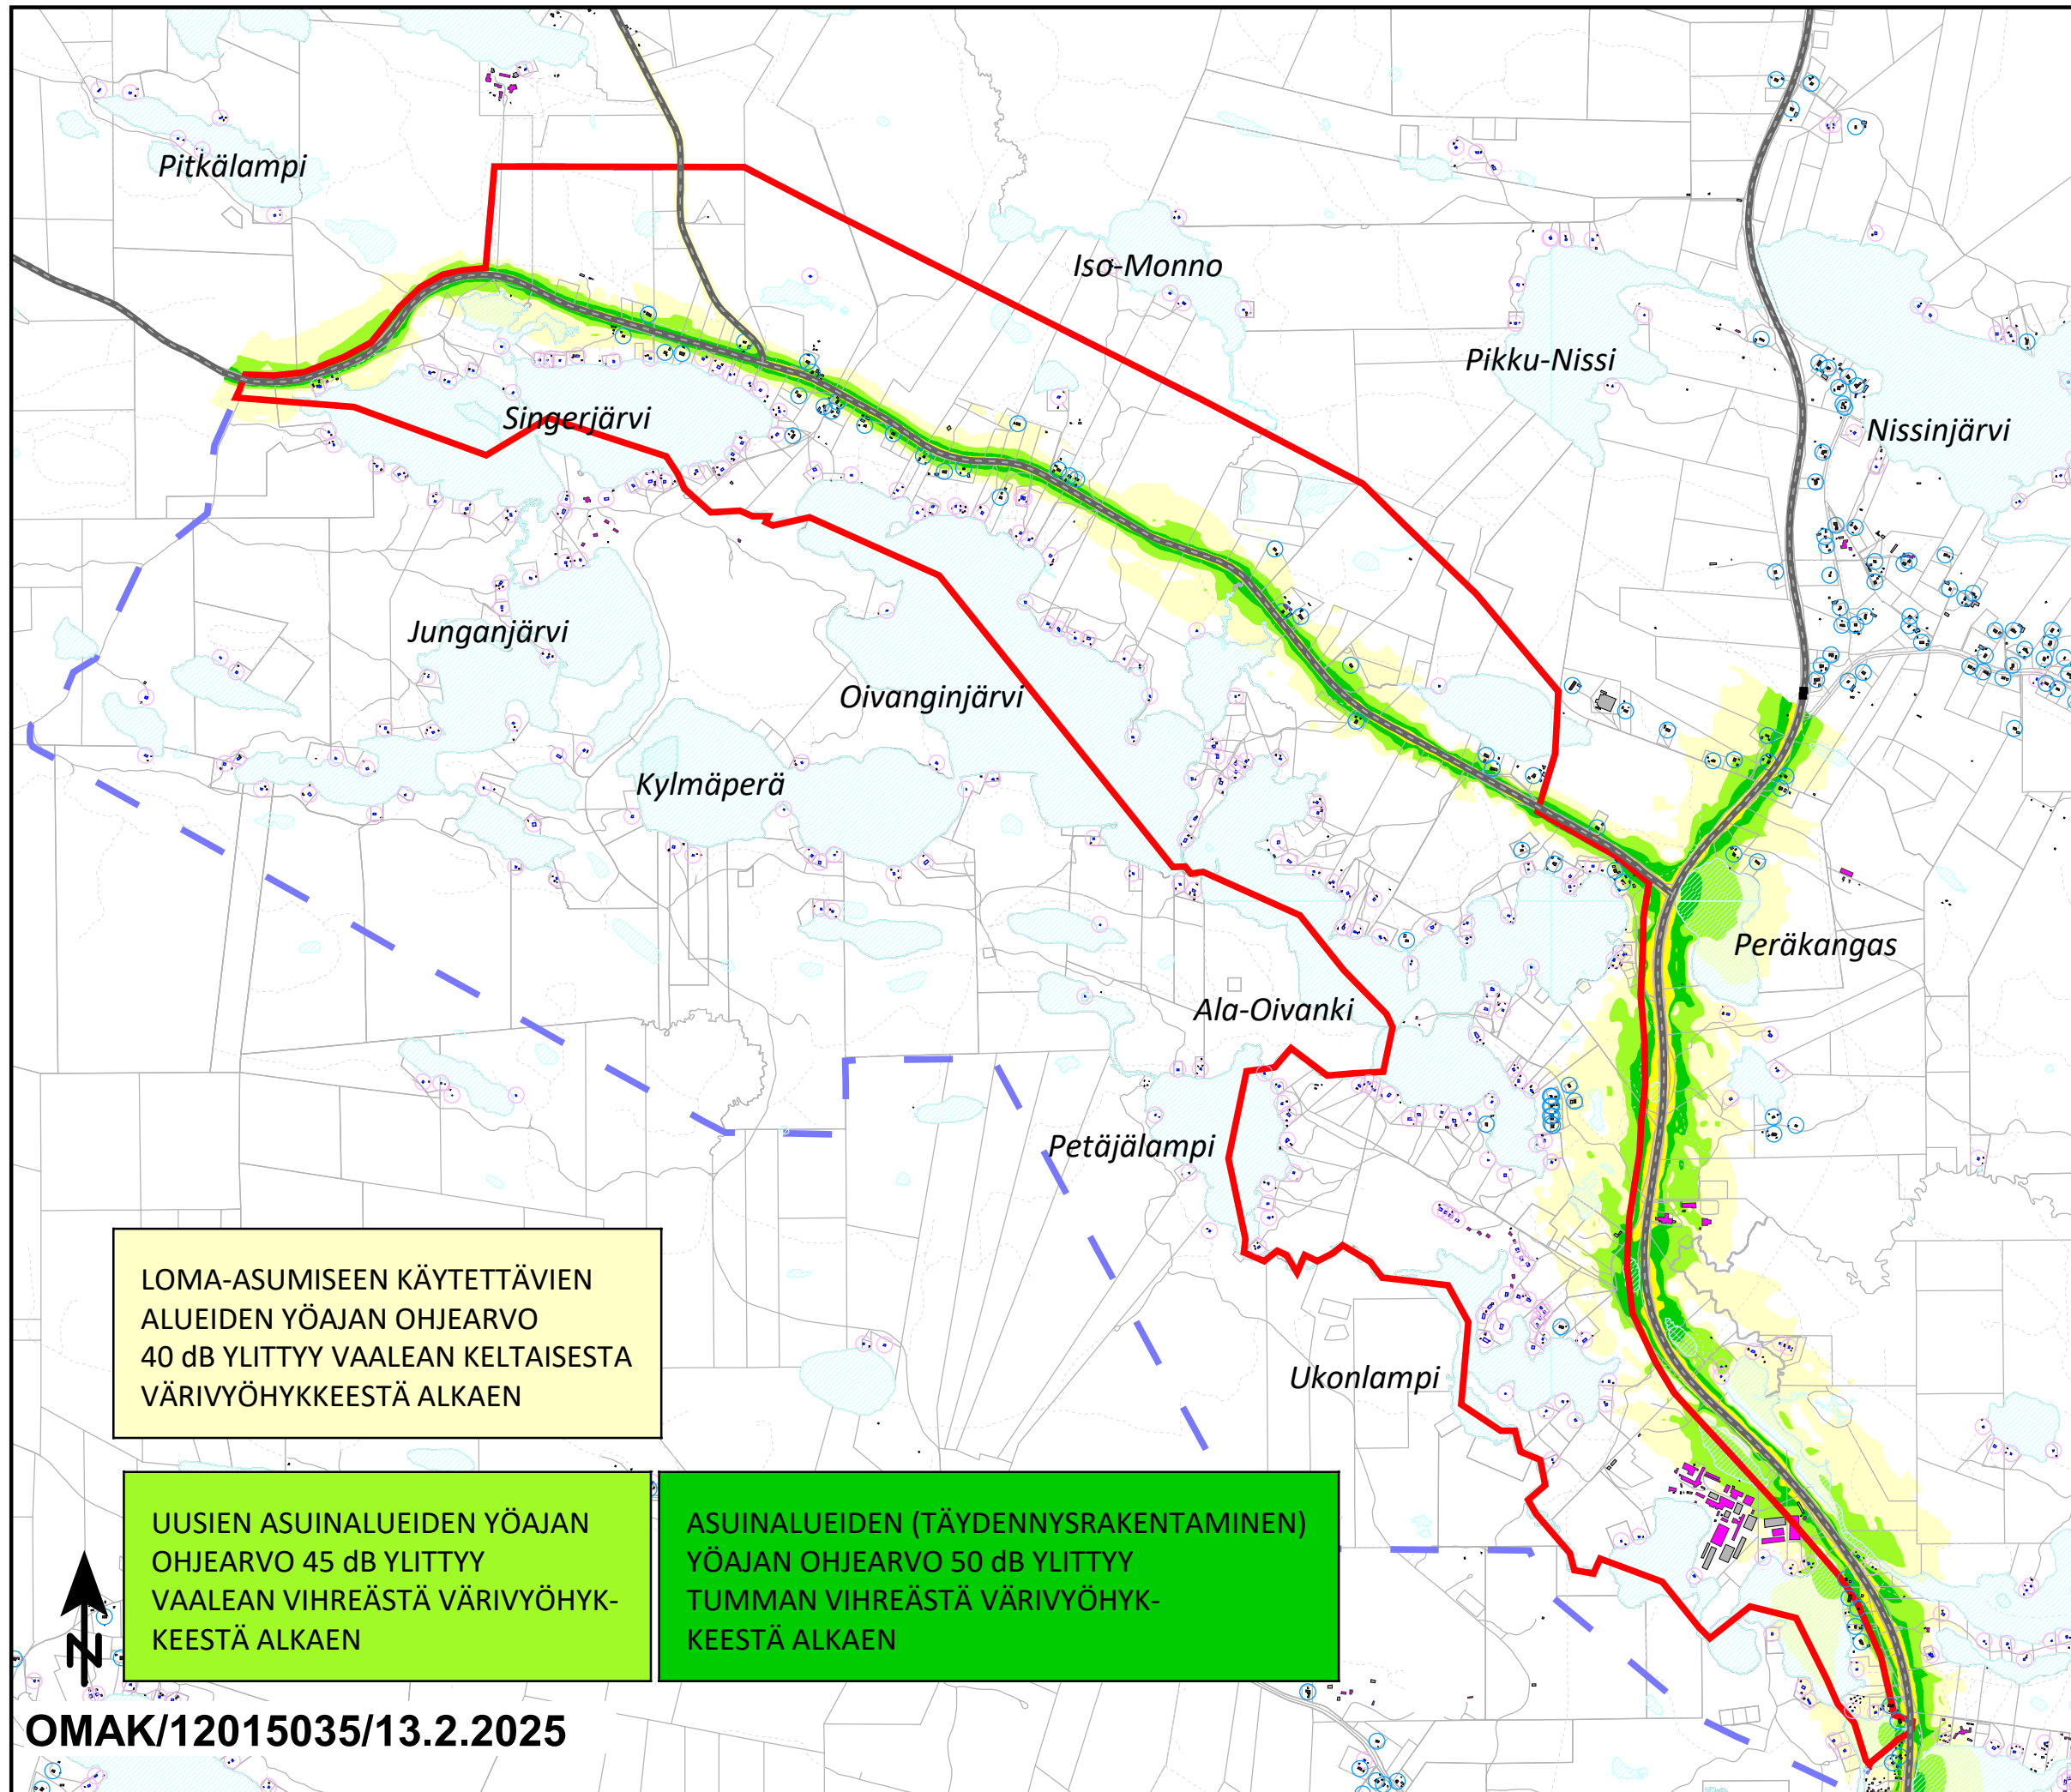 Pitkälampi
Iso-Monno
Pikku-Nissi
Singerjärvi
Nissinjärvi
Junganjärvi
Oivanginjärvi
Kylmäperä
Peräkangas
Ala-Oivanki
Petäjälampi
Ukonlampi
LOMA-ASUMISEEN KÄYTETTÄVIEN
ALUEIDEN YÖAJAN OHJEARVO
40 dB YLITTYY VAALEAN KELTAISESTA
VÄRIVYÖHYKKEESTÄ ALKAEN
UUSIEN ASUINALUEIDEN YÖAJAN
OHJEARVO 45 dB YLITTYY
VAALEAN VIHREÄSTÄ VÄRIVYÖHYK-
KEESTÄ ALKAEN
ASUINALUEIDEN (TÄYDENNYSRAKENTAMINEN)
YÖAJAN OHJEARVO 50 dB YLITTYY
TUMMAN VIHREÄSTÄ VÄRIVYÖHYK-
KEESTÄ ALKAEN
N
OMAK/12015035/13.2.2025